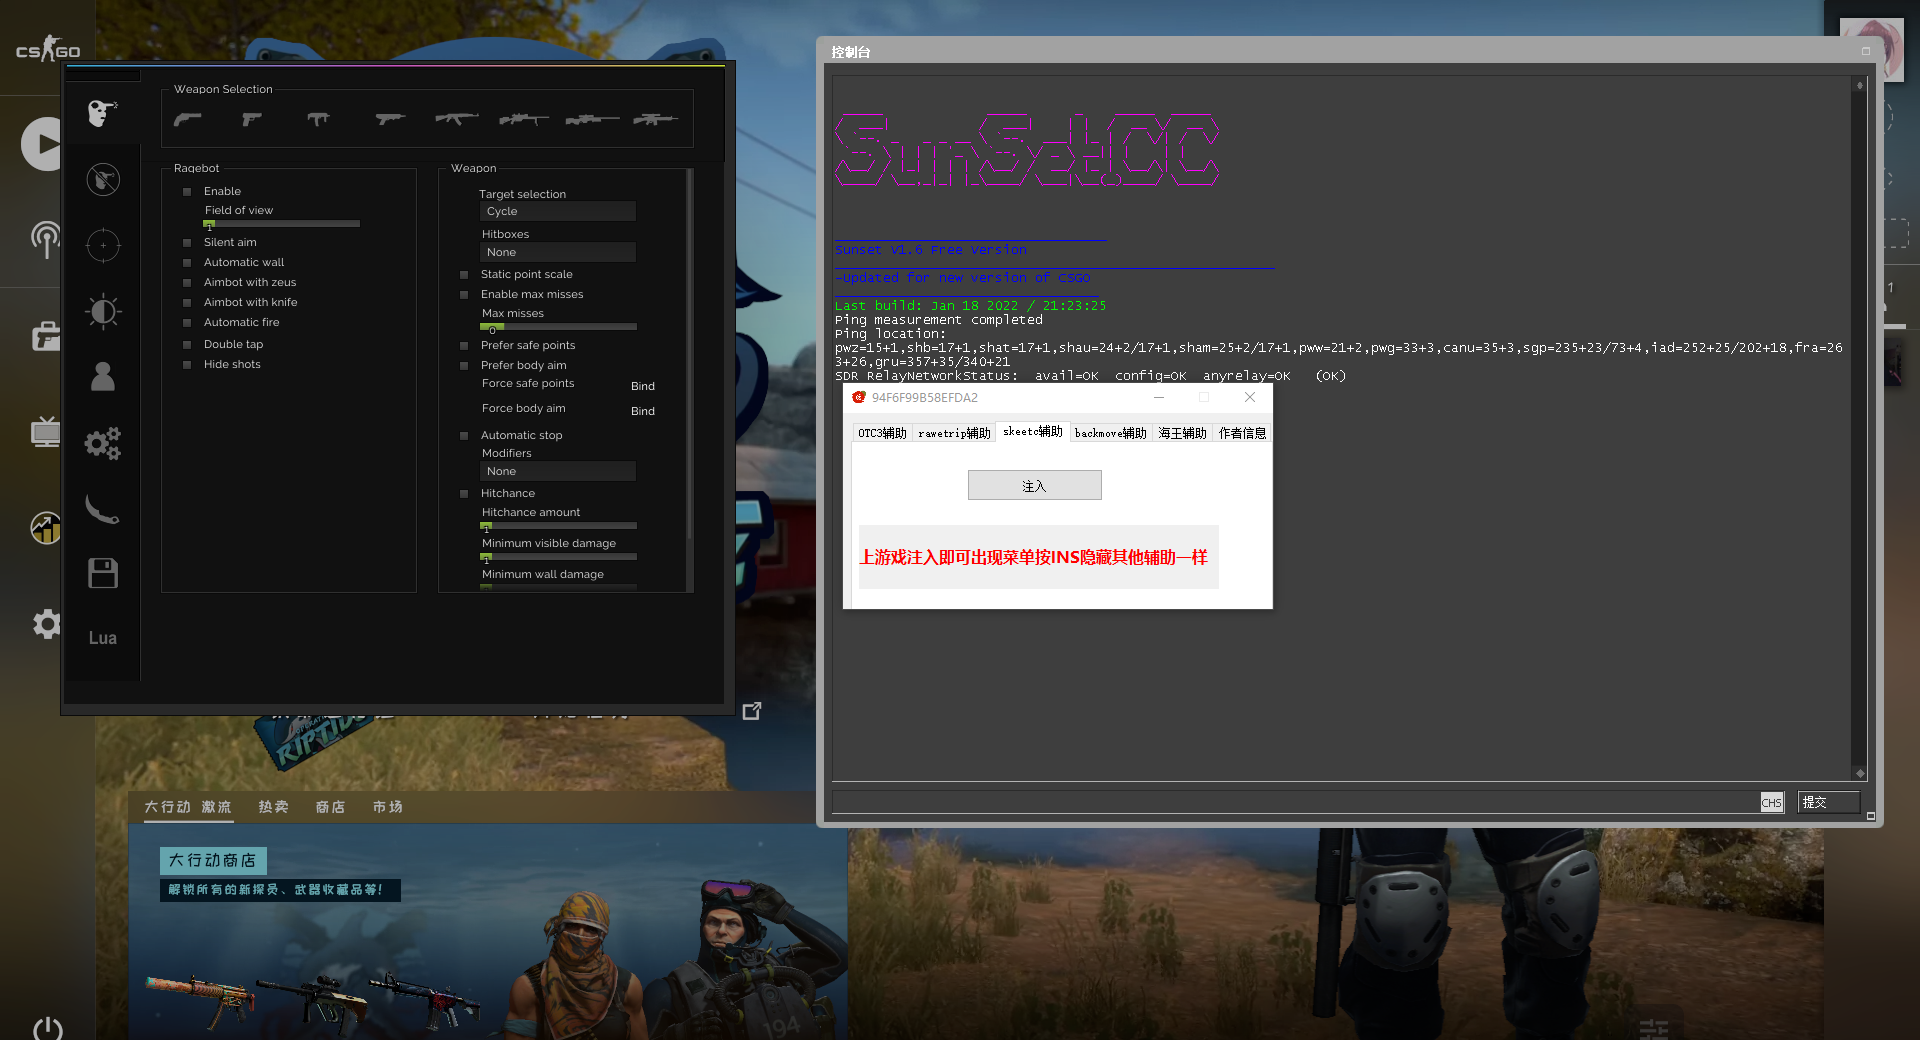 CS GO
Weapon Selection
Ragebot
Enable
Field of view
1
Silent aim
Automatic wall
Aimbot with zeus
Aimbot with knife
Automatic fire
Double tap
Hide shots
Lua
Weapon
Target selection
Cycle
Hitboxes
None
Static point scale
Enable max misses
Max misses
0
Prefer safe points
Prefer body aim
Force safe points Bind
Force body aim Bind
Automatic stop
Modifiers
None
Hitchance
Hitchance amount
1
Minimum visible damage
1
Minimum wall damage
控制台
SunSet.CC
Sunset V1.6 Free Version
-Updated for new version of CSGO
Last build: Jan 18 2022 / 21:23:25
Ping measurement completed
Ping location:
pwz=15+1,shb=17+1,shat=17+1,shau=24+2/17+1,sham=25+2/17+1,pww=21+2,pwg=33+3,canu=35+3,sgp=235+23/73+4,iad=252+25/202+18,fra=26
3+26,gru=357+35/340+21
SDR RelayNetworkStatus: avail=OK config=OK anyrelay=OK (OK)
94F6F99B58EFDA2
OTC3辅助 rawetrip辅助 skeetc辅助 backmove辅助 海王辅助 作者信息
注入
上游戏注入即可出现菜单按INS隐藏其他辅助一样
CHS 提交
1
RIPTIDE
大行动 激流 热卖 商店 市场
大行动商店
解锁所有的新探员、武器收藏品等!
194